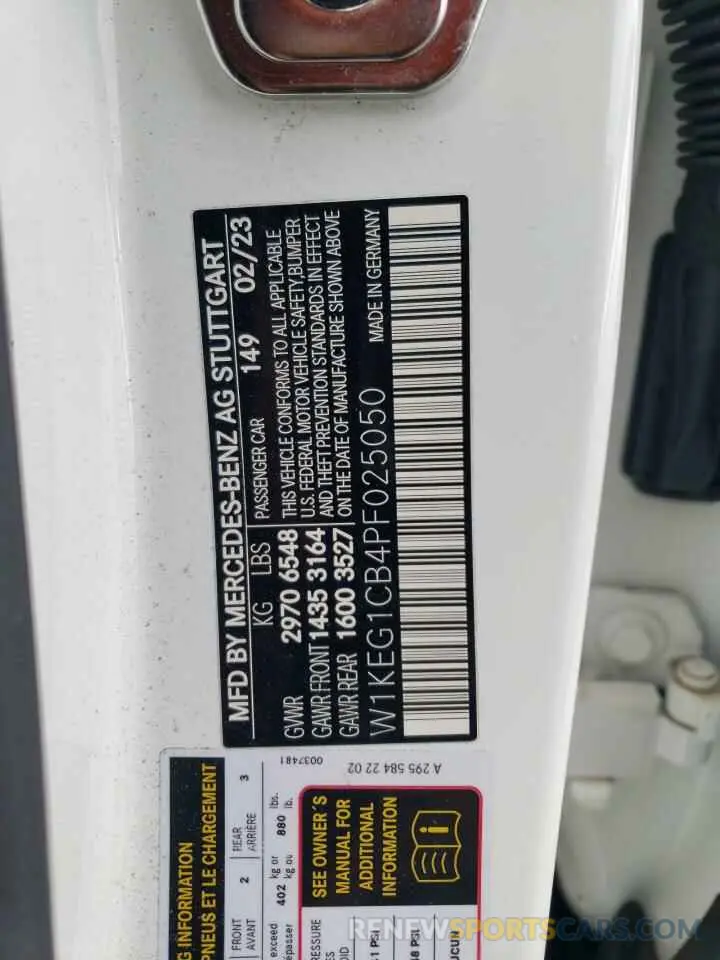 MFD BY MERCEDES-BENZ AG STUTTGART
KG LBS PASSENGER CAR 149 02/23
GVWR 2970 6548
GAWR FRONT 1435 3164
GAWR REAR 1600 3527
THIS VEHICLE CONFORMS TO ALL APPLICABLE
U.S. FEDERAL MOTOR VEHICLE SAFETY, BUMPER
AND THEFT PREVENTION STANDARDS IN EFFECT
ON THE DATE OF MANUFACTURE SHOWN ABOVE
W1KEG1CB4PF025050 MADE IN GERMANY
INFORMATION
PNEUS ET LE CHARGEMENT
FRONT 2 REAR 3
AVANT ARRIÈRE
exceed 402 kg or 880 lbs.
kg ou lb.
0037481
A 295 584 22 02
SEE OWNER'S
MANUAL FOR
ADDITIONAL
INFORMATION
RENEWSPORTSCARS.COM